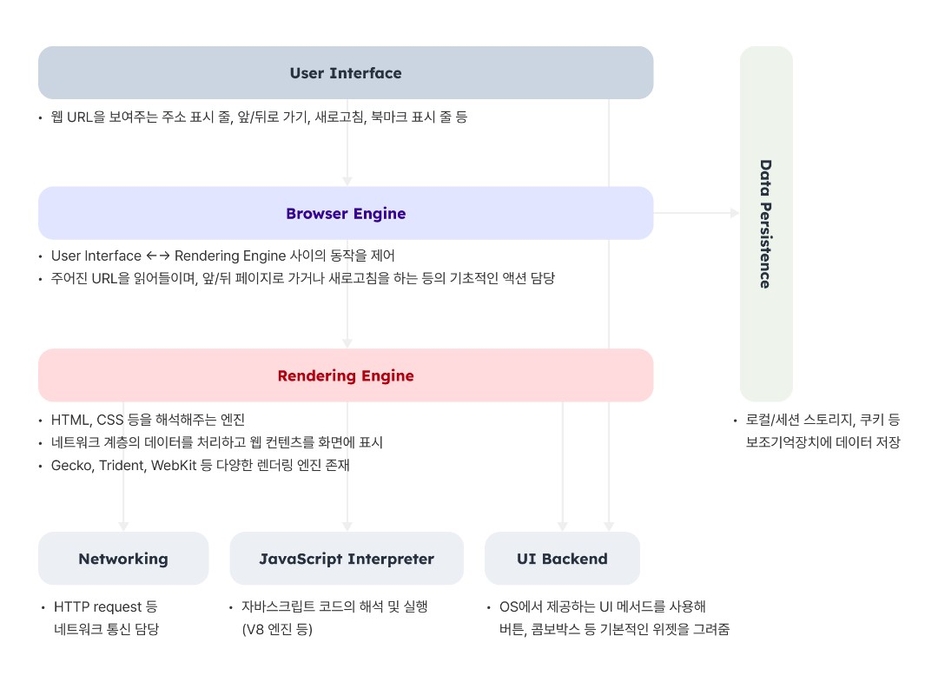 User Interface
• 웹 URL을 보여주는 주소 표시 줄, 앞/뒤로 가기, 새로고침, 북마크 표시 줄 등
Browser Engine
• User Interface ←→ Rendering Engine 사이의 동작을 제어
• 주어진 URL을 읽어들이며, 앞/뒤 페이지로 가거나 새로고침을 하는 등의 기초적인 액션 담당
Data Persistence
Rendering Engine
• HTML, CSS 등을 해석해주는 엔진
• 네트워크 계층의 데이터를 처리하고 웹 컨텐츠를 화면에 표시
• Gecko, Trident, WebKit 등 다양한 렌더링 엔진 존재
• 로컬/세션 스토리지, 쿠키 등
보조기억장치에 데이터 저장
Networking
• HTTP request 등
네트워크 통신 담당
JavaScript Interpreter
• 자바스크립트 코드의 해석 및 실행
(V8 엔진 등)
UI Backend
• OS에서 제공하는 UI 메서드를 사용해
버튼, 콤보박스 등 기본적인 위젯을 그려줌